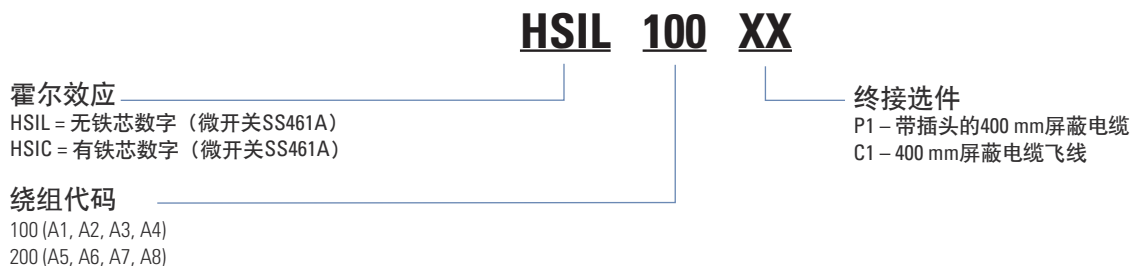 HSIL 100 XX
霍尔效应
HSIL = 无铁芯数字（微开关SS461A）
HSIC = 有铁芯数字（微开关SS461A）
终接选件
P1 – 带插头的400 mm屏蔽电缆
C1 – 400 mm屏蔽电缆飞线
绕组代码
100 (A1, A2, A3, A4)
200 (A5, A6, A7, A8)